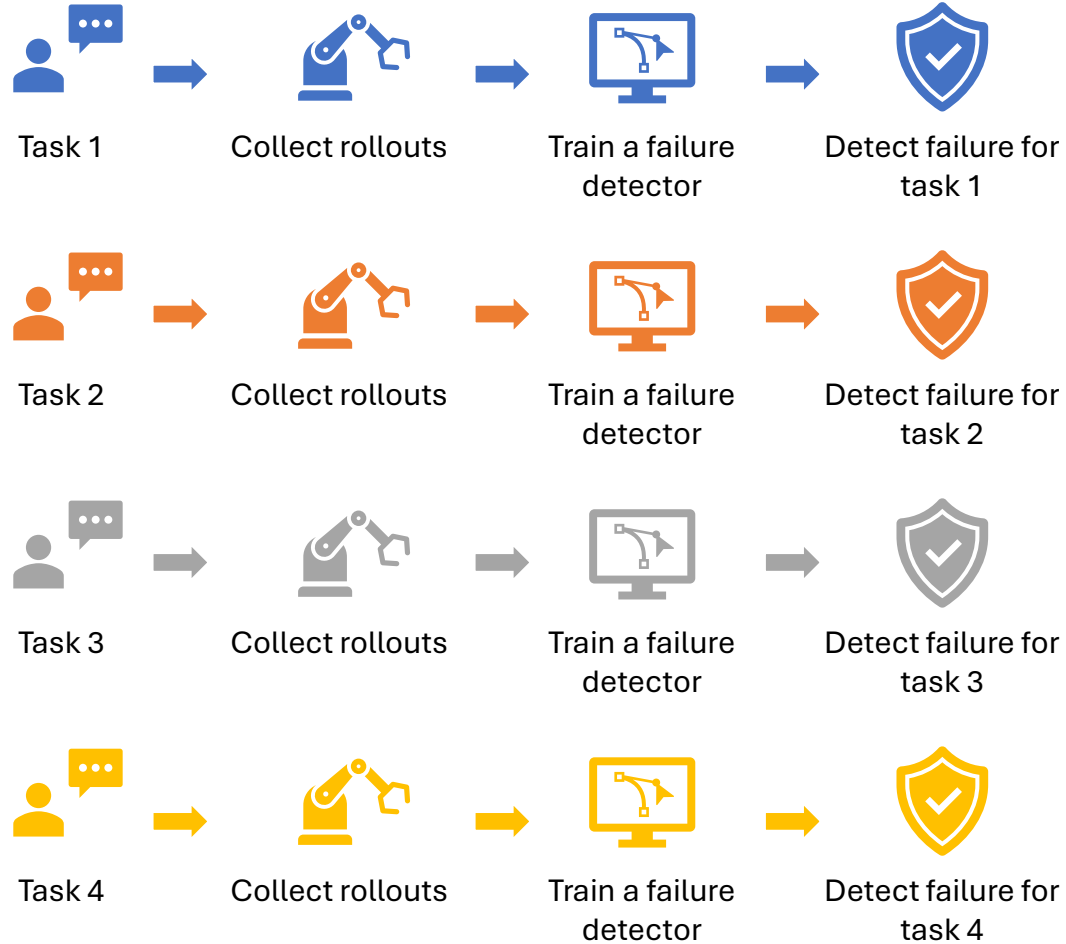 Task 1
Collect rollouts
Train a failure
detector
Detect failure for
task 1
Task 2
Collect rollouts
Train a failure
detector
Detect failure for
task 2
Task 3
Collect rollouts
Train a failure
detector
Detect failure for
task 3
Task 4
Collect rollouts
Train a failure
detector
Detect failure for
task 4